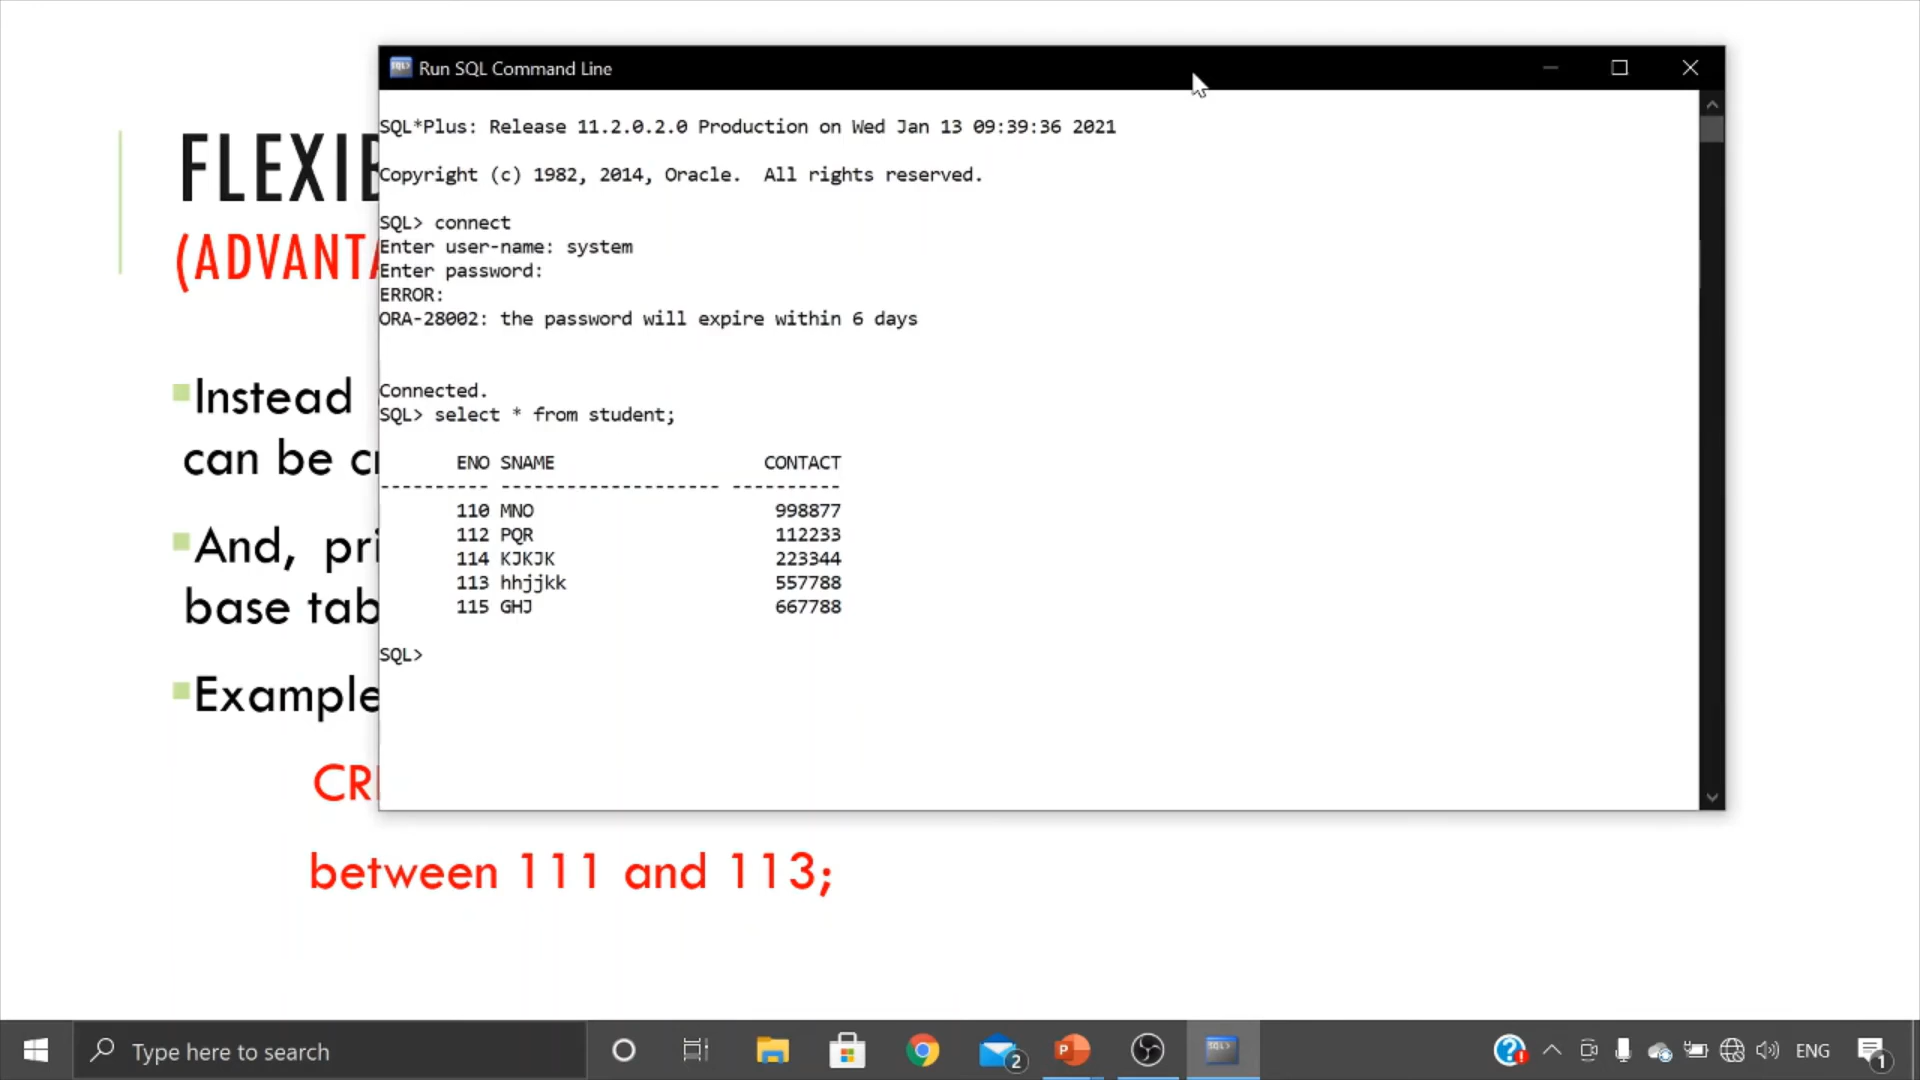 Run SQL Command Line
SQL*Plus: Release 11.2.0.2.0 Production on Wed Jan 13 09:39:36 2021
Copyright (c) 1982, 2014, Oracle.  All rights reserved.
SQL> connect
Enter user-name: system
Enter password:
ERROR:
ORA-28002: the password will expire within 6 days
Connected.
SQL> select * from student;
ENO SNAME CONTACT
---------- -------------------- ----------
110 MNO 998877
112 PQR 112233
114 KJKJK 223344
113 hhjjkk 557788
115 GHJ 667788
SQL>
FLEXIB
(ADVANTA
Instead
can be cr
And, pri
base tab
Example
CRE
between 111 and 113;
Type here to search
2
P
SQL>
ENG
1